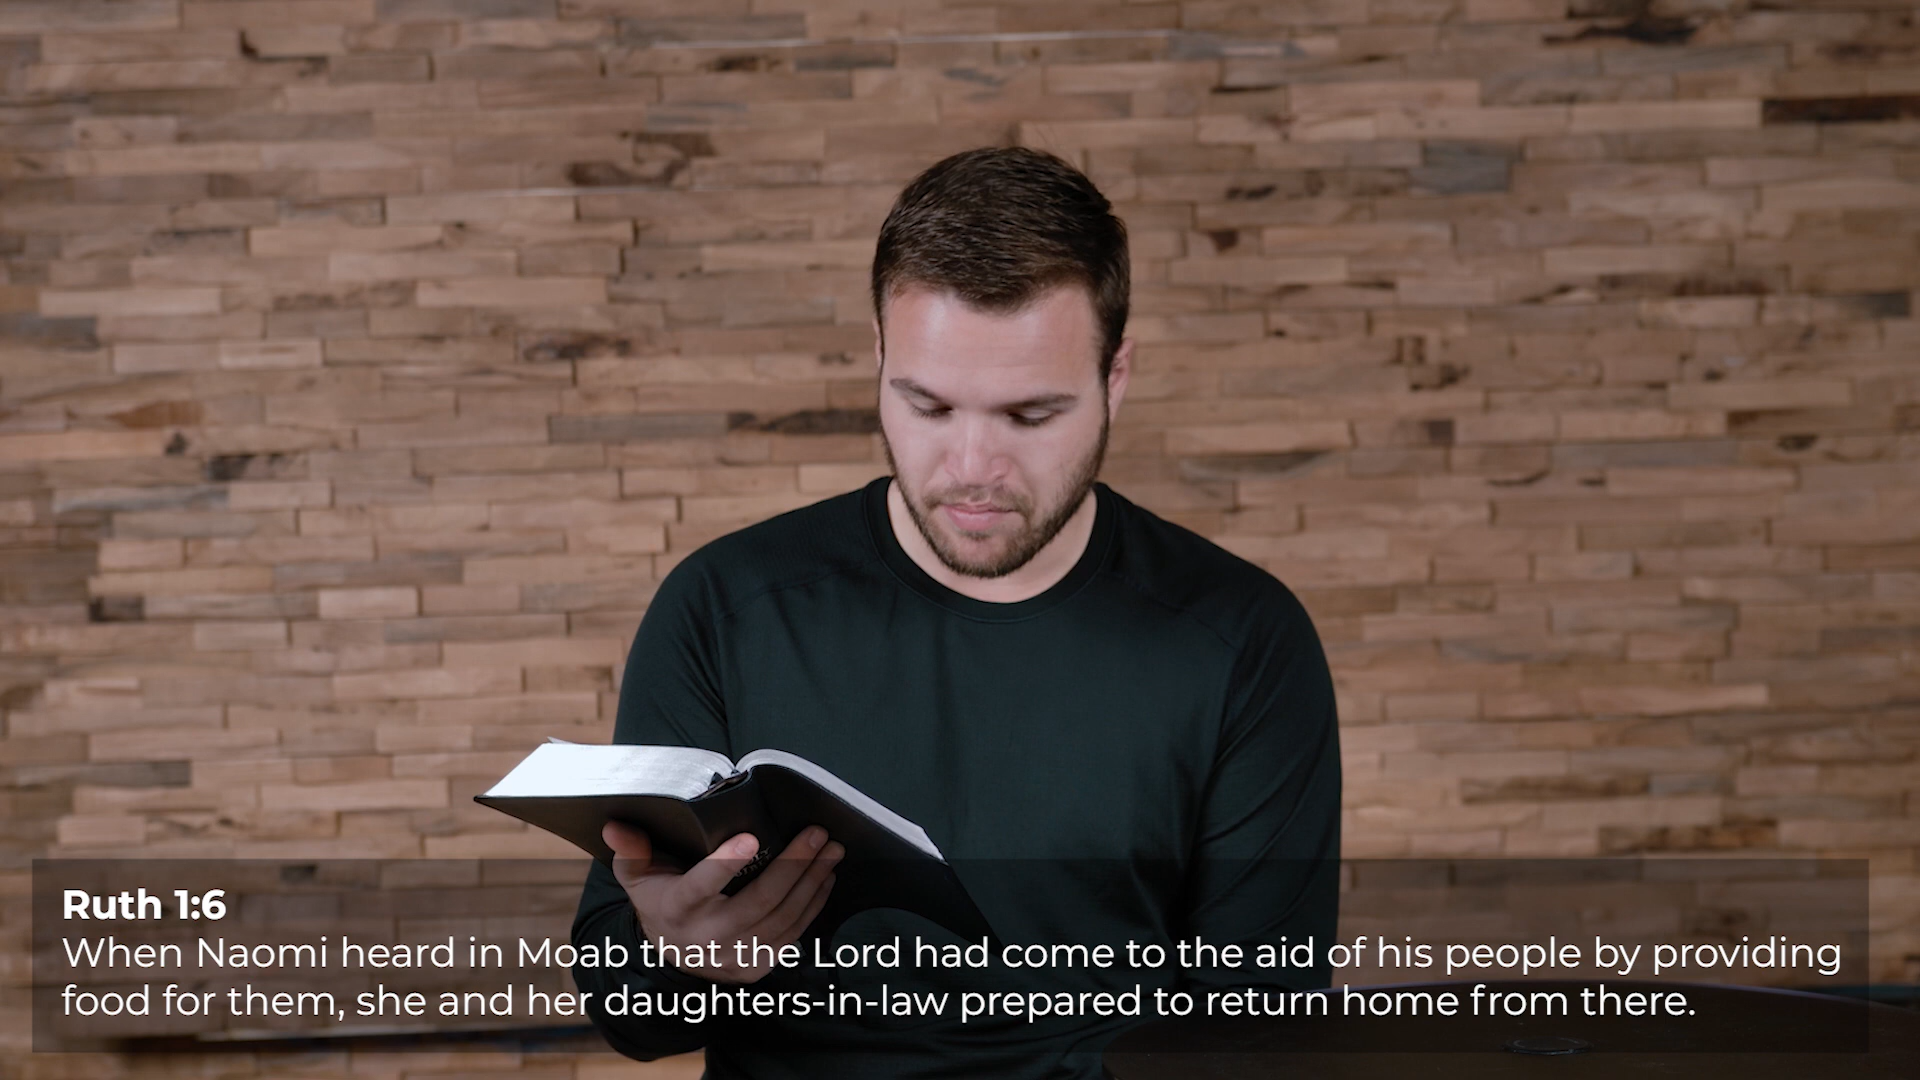 Ruth 1:6
When Naomi heard in Moab that the Lord had come to the aid of his people by providing
food for them, she and her daughters-in-law prepared to return home from there.